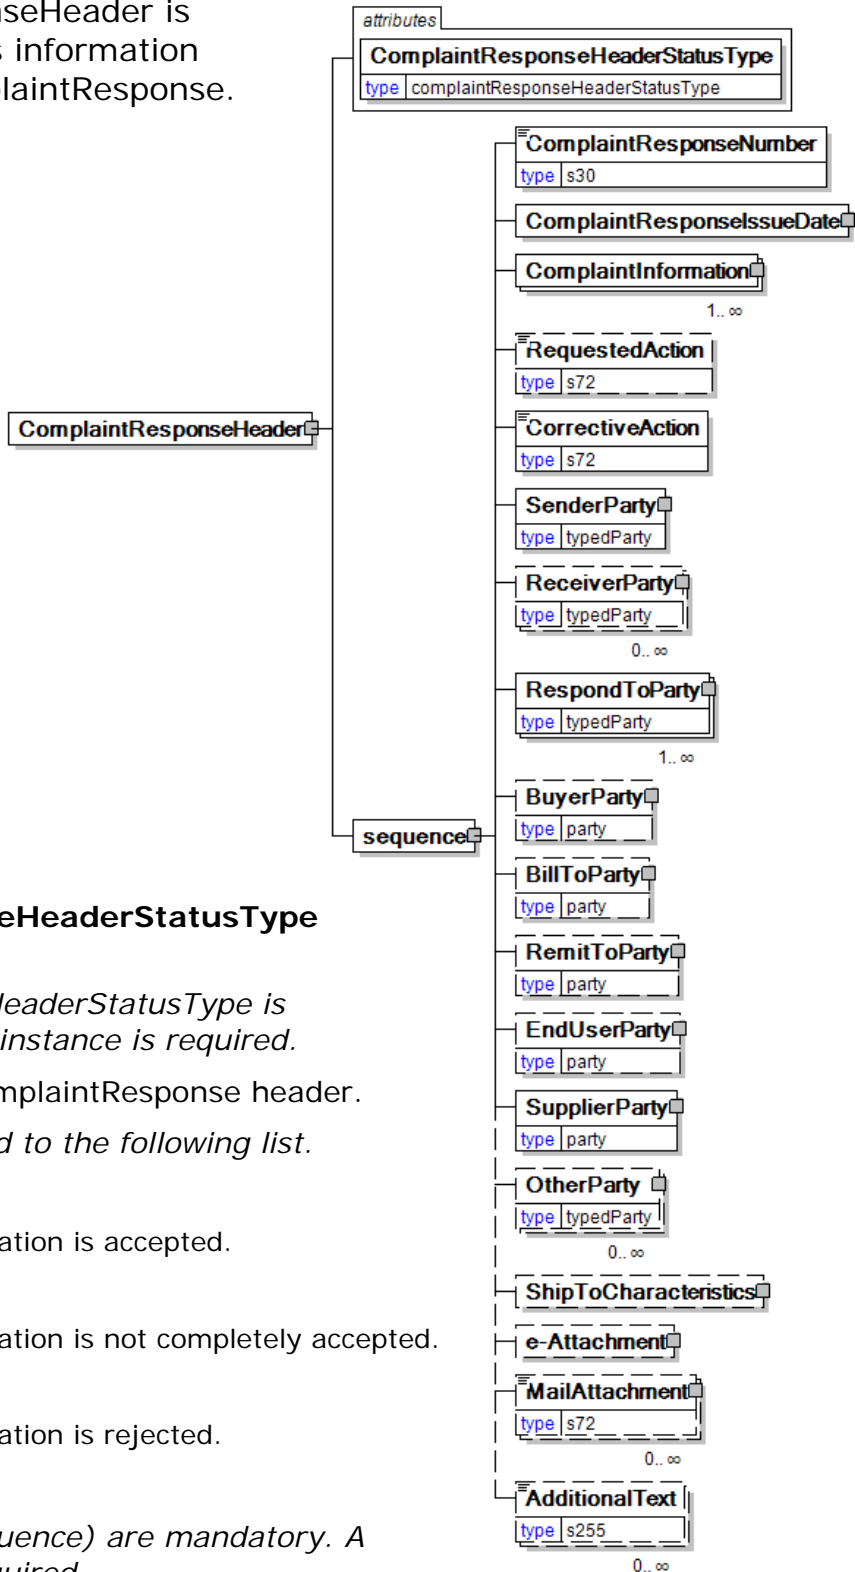 nseHeader is
s information
plaintResponse.
attributes
ComplaintResponseHeaderStatusType
type complaintResponseHeaderStatusType
ComplaintResponseNumber
type s30
ComplaintResponseIssueDate
ComplaintInformation
1.. ∞
RequestedAction
type s72
ComplaintResponseHeader
CorrectiveAction
type s72
SenderParty
type typedParty
ReceiverParty
type typedParty
0.. ∞
RespondToParty
type typedParty
1.. ∞
BuyerParty
type party
sequence
BillToParty
type party
eHeaderStatusType
RemitToParty
type party
HeaderStatusType is
instance is required.
EndUserParty
type party
mplaintResponse header.
SupplierParty
type party
d to the following list.
OtherParty
type typedParty
0.. ∞
ation is accepted.
ShipToCharacteristics
e-Attachment
ation is not completely accepted.
MailAttachment
type s72
0.. ∞
ation is rejected.
AdditionalText
type s255
0.. ∞
uence) are mandatory. A